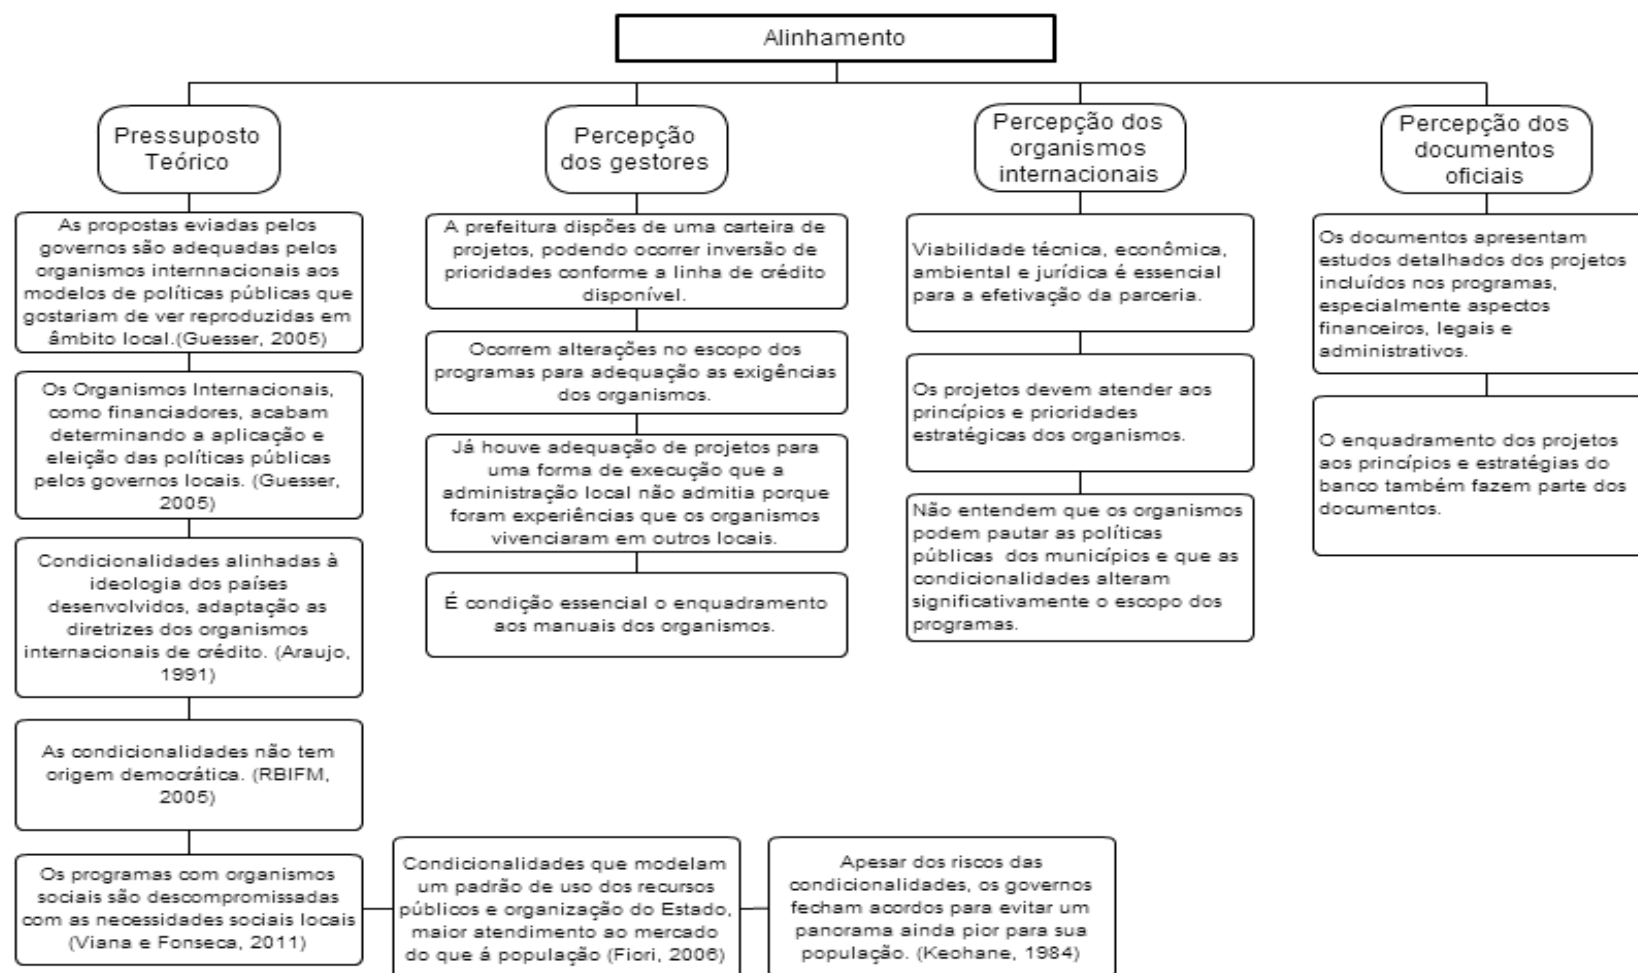 Alinhamento
Pressuposto
Teórico
As propostas eviadas pelos
governos são adequadas pelos
organismos internnacionais aos
modelos de políticas públicas que
gostariam de ver reproduzidas em
âmbito local.(Guesser, 2005)
Os Organismos Internacionais,
como financiadores, acabam
determinando a aplicação e
eleição das políticas públicas
pelos governos locais. (Guesser,
2005)
Condicionalidades alinhadas à
ideologia dos países
desenvolvidos, adaptação as
diretrizes dos organismos
internacionais de crédito. (Araujo,
1991)
As condicionalidades não tem
origem democrática. (RBIFM,
2005)
Os programas com organismos
sociais são descompromissadas
com as necessidades sociais locais
(Viana e Fonseca, 2011)
Condicionalidades que modelam
um padrão de uso dos recursos
públicos e organização do Estado,
maior atendimento ao mercado
do que á população (Fiori, 2006)
Apesar dos riscos das
condicionalidades, os governos
fecham acordos para evitar um
panorama ainda pior para sua
população. (Keohane, 1984)
Percepção
dos gestores
A prefeitura dispões de uma carteira de
projetos, podendo ocorrer inversão de
prioridades conforme a linha de crédito
disponível.
Ocorrem alterações no escopo dos
programas para adequação as exigências
dos organismos.
Já houve adequação de projetos para
uma forma de execução que a
administração local não admitia porque
foram experiências que os organismos
vivenciaram em outros locais.
É condição essencial o enquadramento
aos manuais dos organismos.
Percepção dos
organismos
internacionais
Viabilidade técnica, econômica,
ambiental e jurídica é essencial
para a efetivação da parceria.
Os projetos devem atender aos
princípios e prioridades
estratégicas dos organismos.
Não entendem que os organismos
podem pautar as políticas
públicas dos municípios e que as
condicionalidades alteram
significativamente o escopo dos
programas.
Percepção dos
documentos
oficiais
Os documentos apresentam
estudos detalhados dos projetos
incluídos nos programas,
especialmente aspectos
financeiros, legais e
administrativos.
O enquadramento dos projetos
aos princípios e estratégias do
banco também fazem parte dos
documentos.